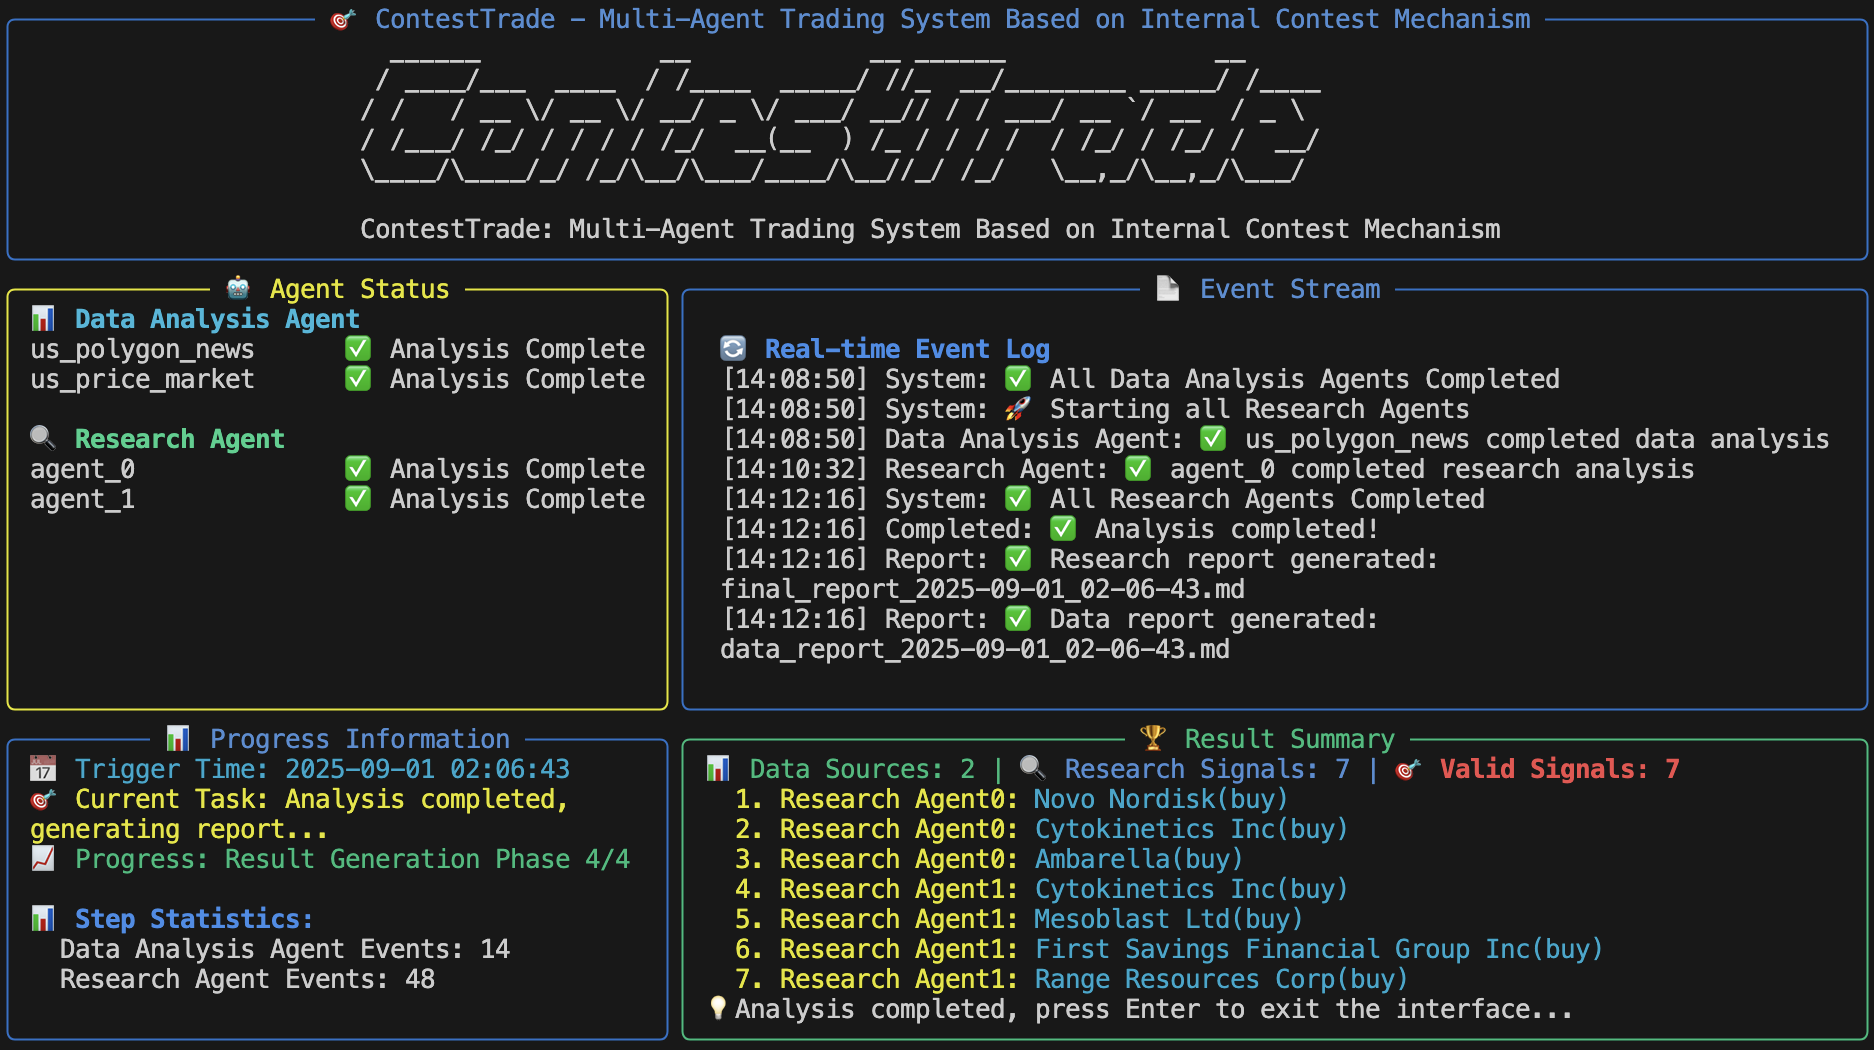 🎯 ContestTrade - Multi-Agent Trading System Based on Internal Contest Mechanism
ContestTrade
ContestTrade: Multi-Agent Trading System Based on Internal Contest Mechanism
🤖 Agent Status
📊 Data Analysis Agent
us_polygon_news ✅ Analysis Complete
us_price_market ✅ Analysis Complete
🔍 Research Agent
agent_0 ✅ Analysis Complete
agent_1 ✅ Analysis Complete
📄 Event Stream
🔄 Real-time Event Log
[14:08:50] System: ✅ All Data Analysis Agents Completed
[14:08:50] System: 🚀 Starting all Research Agents
[14:08:50] Data Analysis Agent: ✅ us_polygon_news completed data analysis
[14:10:32] Research Agent: ✅ agent_0 completed research analysis
[14:12:16] System: ✅ All Research Agents Completed
[14:12:16] Completed: ✅ Analysis completed!
[14:12:16] Report: ✅ Research report generated:
final_report_2025-09-01_02-06-43.md
[14:12:16] Report: ✅ Data report generated:
data_report_2025-09-01_02-06-43.md
📊 Progress Information
📅 Trigger Time: 2025-09-01 02:06:43
🎯 Current Task: Analysis completed,
generating report...
📈 Progress: Result Generation Phase 4/4
📊 Step Statistics:
Data Analysis Agent Events: 14
Research Agent Events: 48
🏆 Result Summary
📊 Data Sources: 2 | 🔍 Research Signals: 7 | 🎯 Valid Signals: 7
1. Research Agent0: Novo Nordisk(buy)
2. Research Agent0: Cytokinetics Inc(buy)
3. Research Agent0: Ambarella(buy)
4. Research Agent1: Cytokinetics Inc(buy)
5. Research Agent1: Mesoblast Ltd(buy)
6. Research Agent1: First Savings Financial Group Inc(buy)
7. Research Agent1: Range Resources Corp(buy)
💡Analysis completed, press Enter to exit the interface...